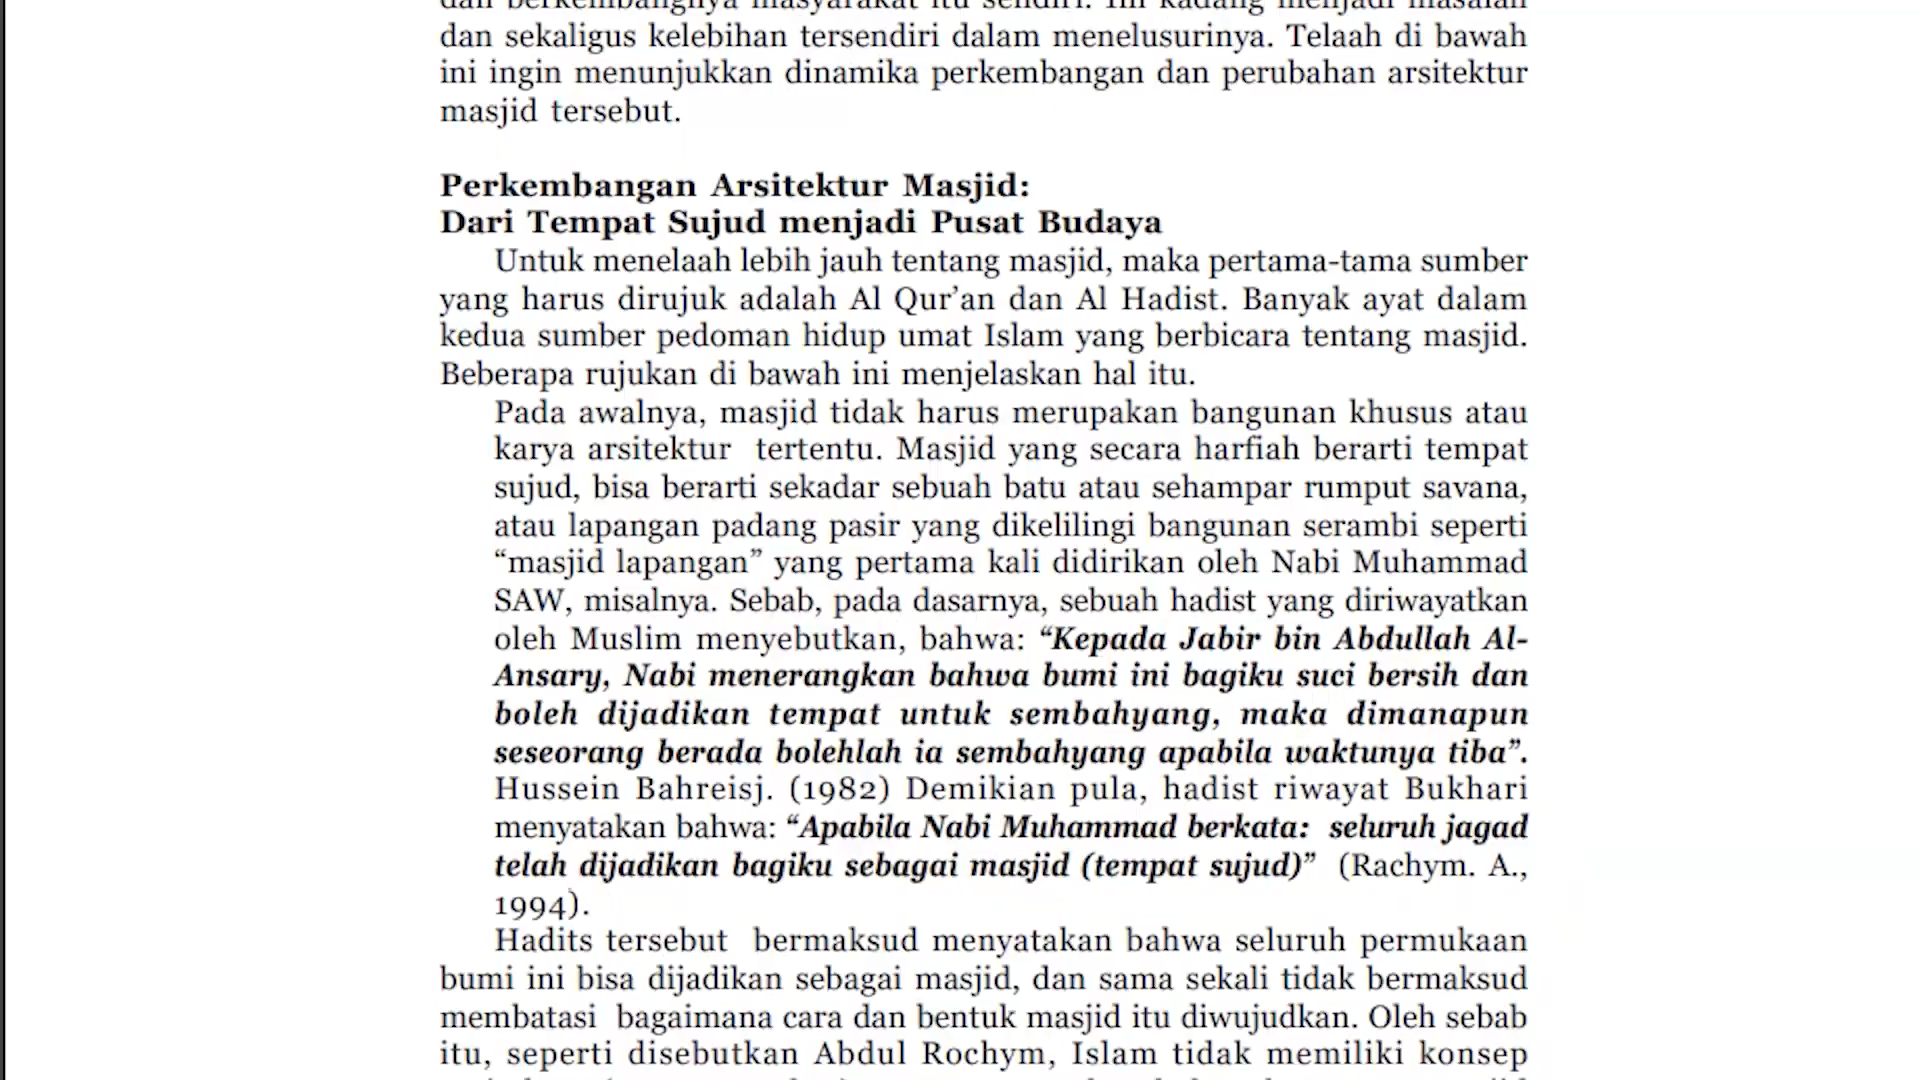 dan berkembangnya masyarakat itu sendiri. Ini kadang menjadi masalah
dan sekaligus kelebihan tersendiri dalam menelusurinya. Telaah di bawah
ini ingin menunjukkan dinamika perkembangan dan perubahan arsitektur
masjid tersebut.
Perkembangan Arsitektur Masjid:
Dari Tempat Sujud menjadi Pusat Budaya
Untuk menelaah lebih jauh tentang masjid, maka pertama-tama sumber
yang harus dirujuk adalah Al Qur’an dan Al Hadist. Banyak ayat dalam
kedua sumber pedoman hidup umat Islam yang berbicara tentang masjid.
Beberapa rujukan di bawah ini menjelaskan hal itu.
Pada awalnya, masjid tidak harus merupakan bangunan khusus atau
karya arsitektur tertentu. Masjid yang secara harfiah berarti tempat
sujud, bisa berarti sekadar sebuah batu atau sehampar rumput savana,
atau lapangan padang pasir yang dikelilingi bangunan serambi seperti
“masjid lapangan” yang pertama kali didirikan oleh Nabi Muhammad
SAW, misalnya. Sebab, pada dasarnya, sebuah hadist yang diriwayatkan
oleh Muslim menyebutkan, bahwa: “Kepada Jabir bin Abdullah Al-
Ansary, Nabi menerangkan bahwa bumi ini bagiku suci bersih dan
boleh dijadikan tempat untuk sembahyang, maka dimanapun
seseorang berada bolehlah ia sembahyang apabila waktunya tiba”.
Hussein Bahreisj. (1982) Demikian pula, hadist riwayat Bukhari
menyatakan bahwa: “Apabila Nabi Muhammad berkata: seluruh jagad
telah dijadikan bagiku sebagai masjid (tempat sujud)” (Rachym. A.,
1994).
Hadits tersebut bermaksud menyatakan bahwa seluruh permukaan
bumi ini bisa dijadikan sebagai masjid, dan sama sekali tidak bermaksud
membatasi bagaimana cara dan bentuk masjid itu diwujudkan. Oleh sebab
itu, seperti disebutkan Abdul Rochym, Islam tidak memiliki konsep